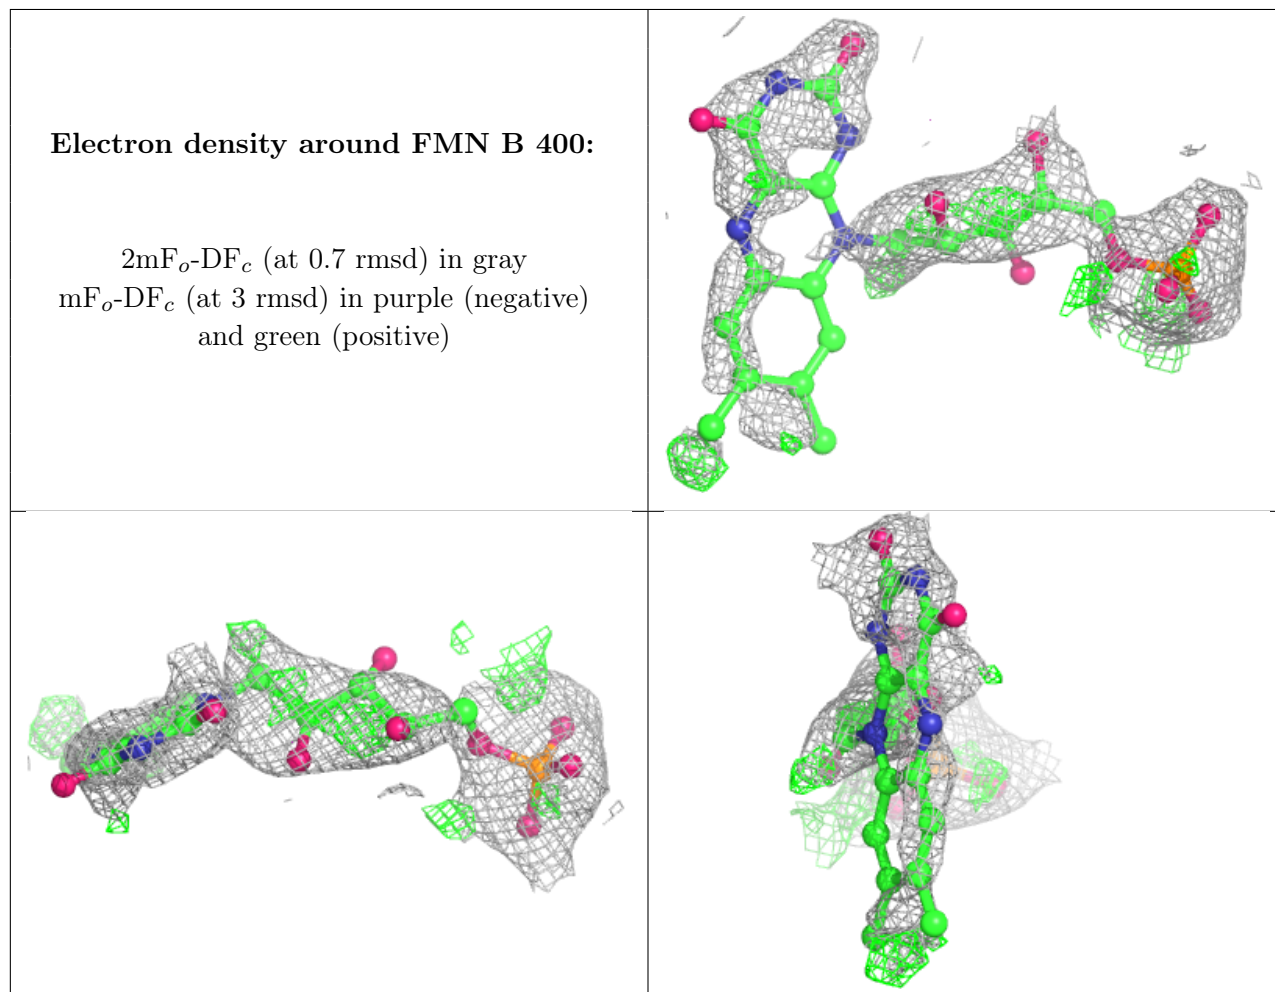 Electron density around FMN B 400:
2mFo-DFc (at 0.7 rmsd) in gray
mFo-DFc (at 3 rmsd) in purple (negative)
and green (positive)